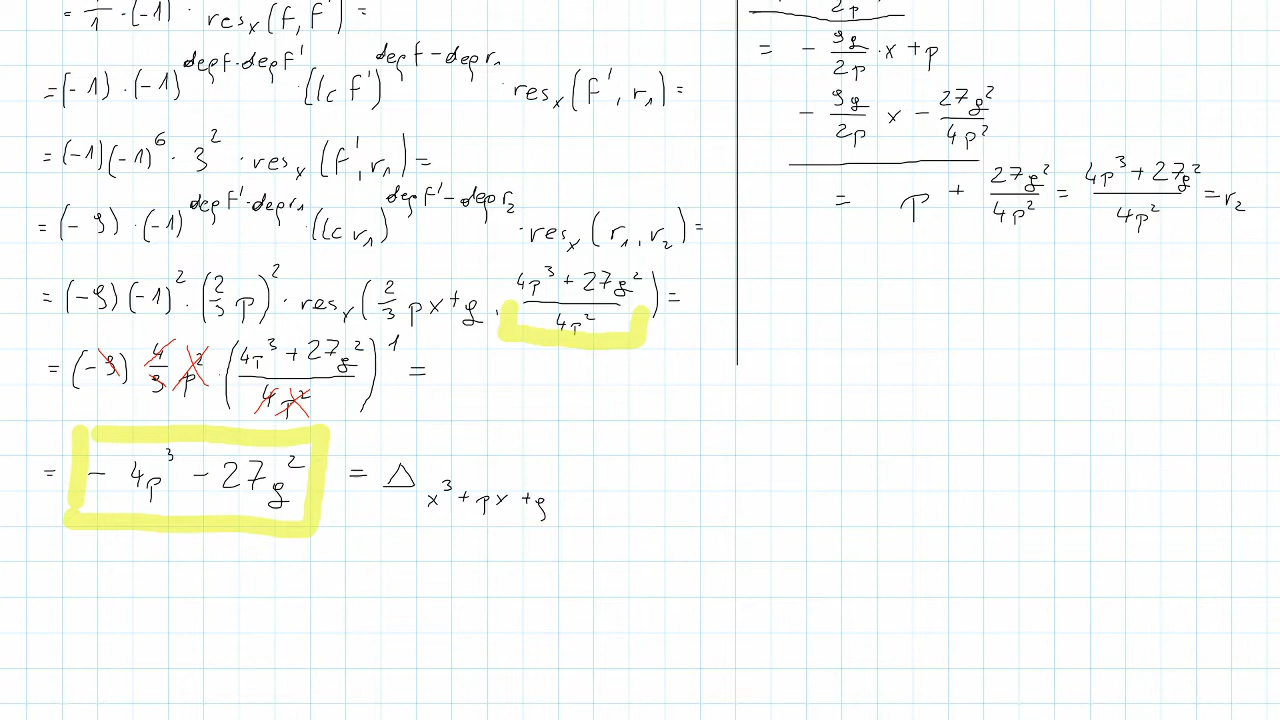 · (-1) · res_x (f, f') =
= (-1) · (-1)^{deg f · deg f'} · (lc f')^{deg f - deg r_1} · res_x (f', r_1) =
= (-1)(-1)^6 · 3^2 · res_x (f', r_1) =
= (-9) · (-1)^{deg f' · deg r_1} · (lc r_1)^{deg f' - deg r_2} · res_x (r_1, r_2) =
= (-9)(-1)^2 · (2/3 p)^2 · res_x (2/3 px + q, (4p^3 + 27q^2)/(4p^2)) =
= (-9) 4/9 p^2 · ((4p^3 + 27q^2)/(4p^2))^1 =
= -4p^3 - 27q^2 = Δ_{x^3 + px + q}
2p
= - 9q/2p · x + p
- 9q/2p x - 27q^2/4p^2
= p + 27q^2/4p^2 = (4p^3 + 27q^2)/4p^2 = r_2